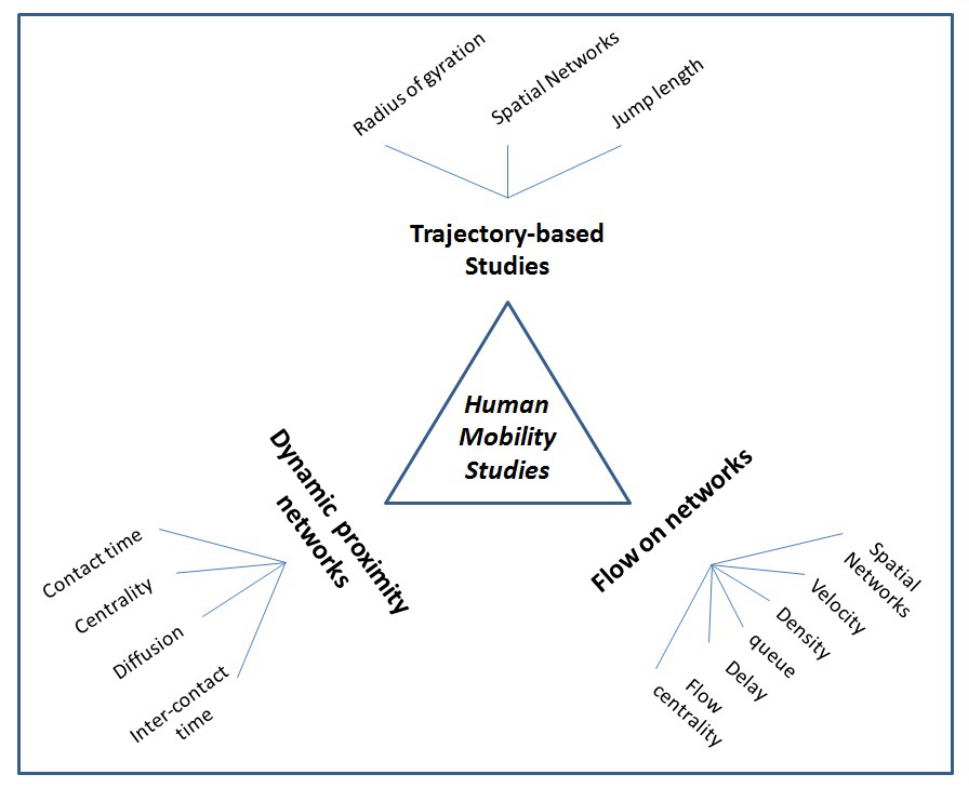 Radius of gyration
Spatial Networks
Jump length
Trajectory-based
Studies
Human
Mobility
Studies
Dynamic proximity
networks
Contact time
Centrality
Diffusion
Inter-contact
time
Flow on networks
Spatial
Networks
Velocity
Density
queue
Delay
Flow
centrality